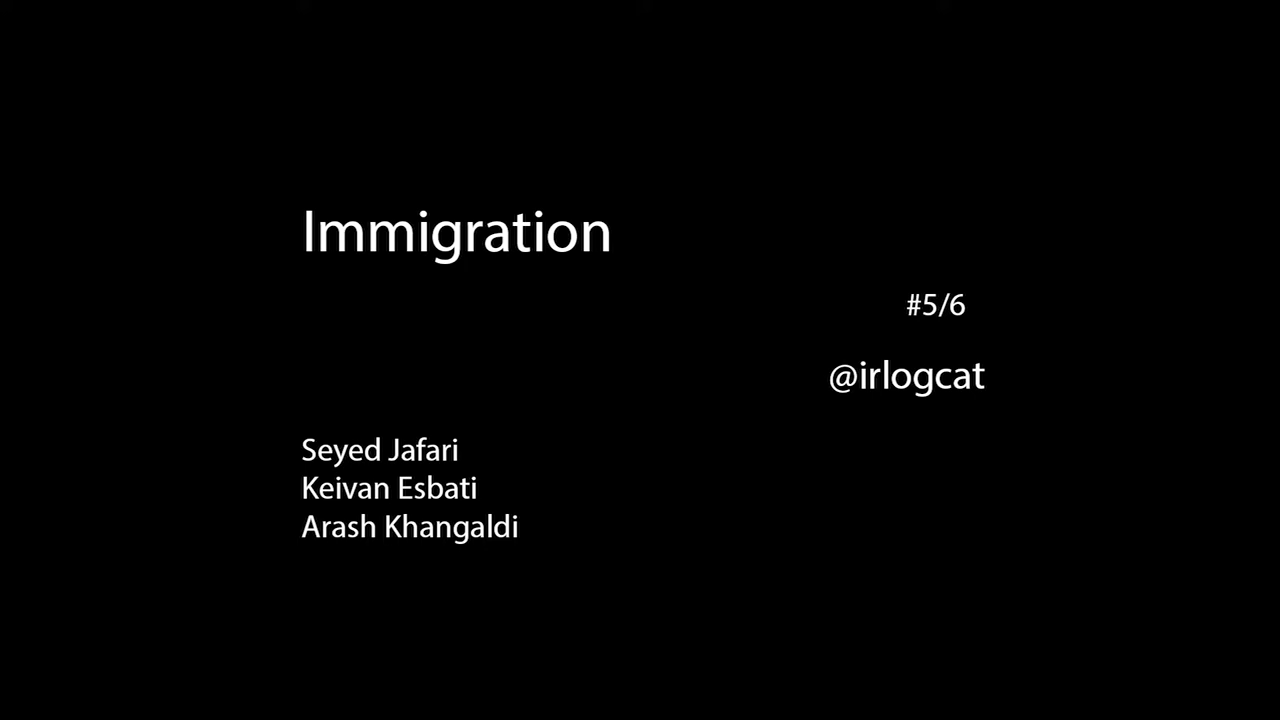 Immigration
#5/6
@irlogcat
Seyed Jafari
Keivan Esbati
Arash Khangaldi